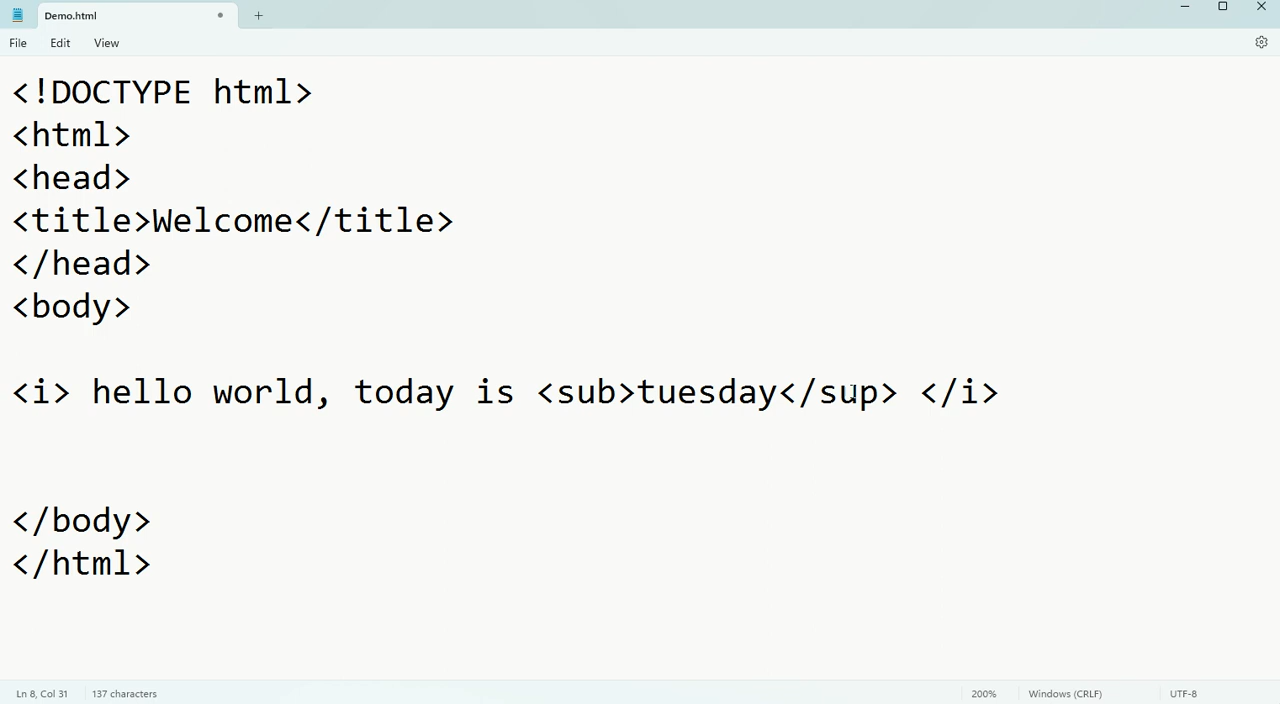 Demo.html
File Edit View
<!DOCTYPE html>
<html>
<head>
<title>Welcome</title>
</head>
<body>
<i> hello world, today is <sub>tuesday</sup> </i>
</body>
</html>
Ln 8, Col 31 137 characters 200% Windows (CRLF) UTF-8